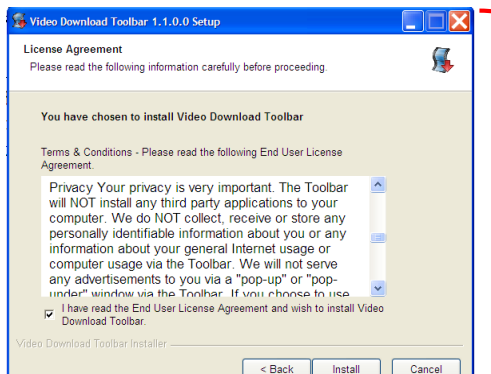 Video Download Toolbar 1.1.0.0 Setup
License Agreement
Please read the following information carefully before proceeding.
You have chosen to install Video Download Toolbar
Terms & Conditions - Please read the following End User License
Agreement.
Privacy Your privacy is very important. The Toolbar
will NOT install any third party applications to your
computer. We do NOT collect, receive or store any
personally identifiable information about you or any
information about your general Internet usage or
computer usage via the Toolbar. We will not serve
any advertisements to you via a "pop-up" or "pop-
under" window via the Toolbar. If you choose to use
I have read the End User License Agreement and wish to install Video
Download Toolbar.
Video Download Toolbar Installer
< Back
Install
Cancel